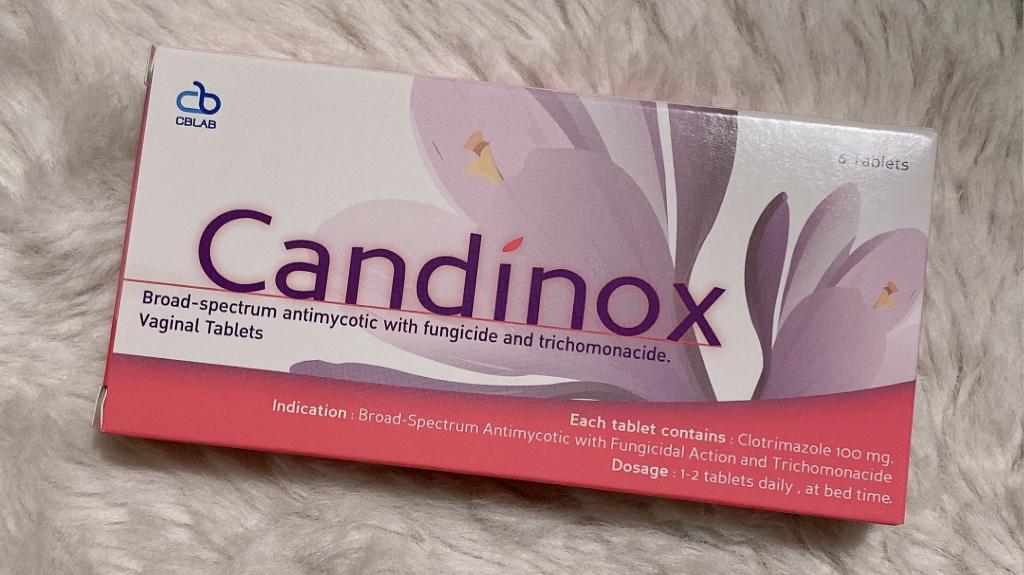 CBLAB
6 Tablets
Candinox
Broad-spectrum antimycotic with fungicide and trichomonacide.
Vaginal Tablets
Each tablet contains : Clotrimazole 100 mg.
Indication : Broad-Spectrum Antimycotic with Fungicidal Action and Trichomonacide
Dosage : 1-2 tablets daily , at bed time.